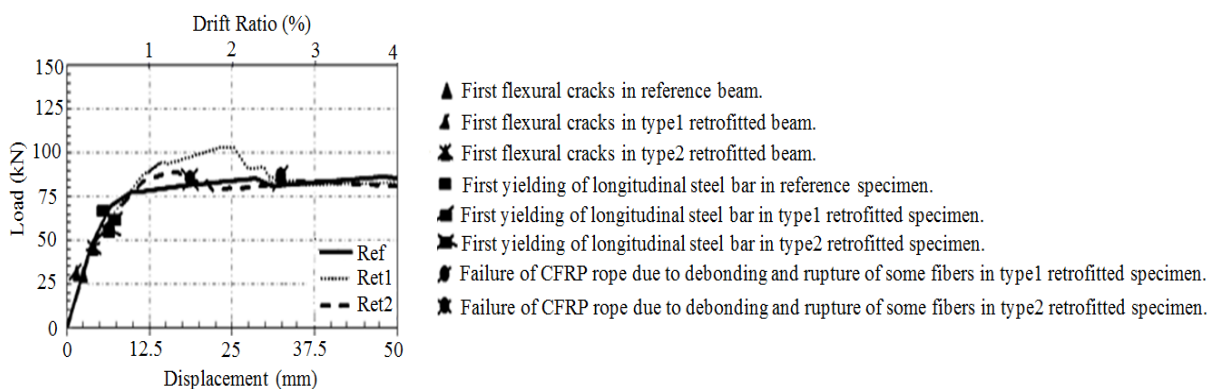 Drift Ratio (%)
1 2 3 4
150
125
100
75
50
25
0
Load (kN)
Ref
Ret1
Ret2
0 12.5 25 37.5 50
Displacement (mm)
First flexural cracks in reference beam.
First flexural cracks in type1 retrofitted beam.
First flexural cracks in type2 retrofitted beam.
First yielding of longitudinal steel bar in reference specimen.
First yielding of longitudinal steel bar in type1 retrofitted specimen.
First yielding of longitudinal steel bar in type2 retrofitted specimen.
Failure of CFRP rope due to debonding and rupture of some fibers in type1 retrofitted specimen.
Failure of CFRP rope due to debonding and rupture of some fibers in type2 retrofitted specimen.